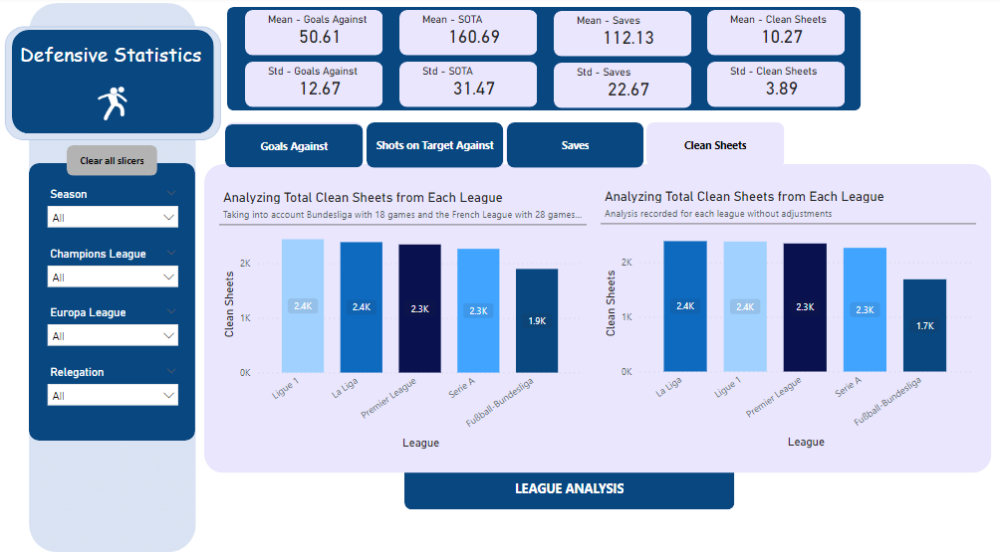 Defensive Statistics
Clear all slicers
Season
All
Champions League
All
Europa League
All
Relegation
All
Mean - Goals Against
50.61
Mean - SOTA
160.69
Mean - Saves
112.13
Mean - Clean Sheets
10.27
Std - Goals Against
12.67
Std - SOTA
31.47
Std - Saves
22.67
Std - Clean Sheets
3.89
Goals Against
Shots on Target Against
Saves
Clean Sheets
Analyzing Total Clean Sheets from Each League
Taking into account Bundesliga with 18 games and the French League with 28 games...
Clean Sheets
2K
1K
0K
2.4K
2.4K
2.3K
2.3K
1.9K
Ligue 1
La Liga
Premier League
Serie A
Fußball-Bundesliga
League
Analyzing Total Clean Sheets from Each League
Analysis recorded for each league without adjustments
Clean Sheets
2K
1K
0K
2.4K
2.4K
2.3K
2.3K
1.7K
La Liga
Ligue 1
Premier League
Serie A
Fußball-Bundesliga
League
LEAGUE ANALYSIS